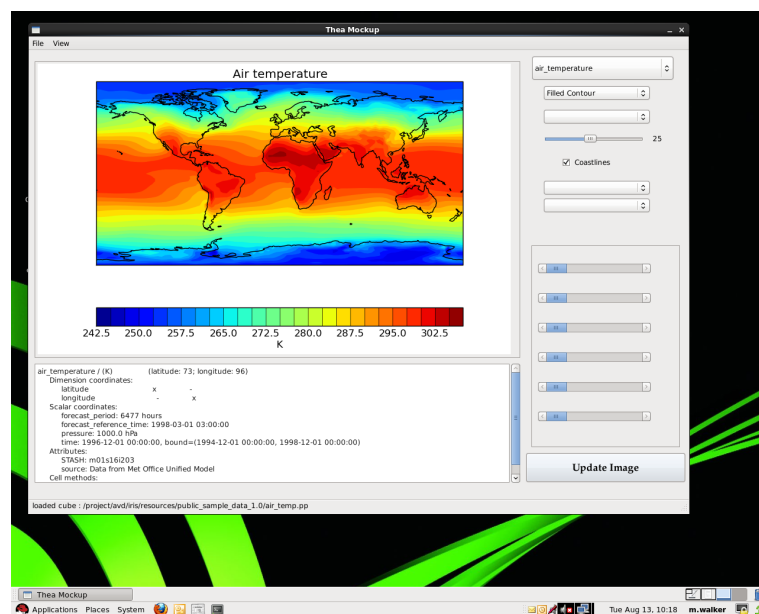 Thea Mockup
File View
Air temperature
242.5 250.0 257.5 265.0 272.5 280.0 287.5 295.0 302.5
K
air_temperature
Filled Contour
25
Coastlines
air_temperature / (K) (latitude: 73; longitude: 96)
Dimension coordinates:
latitude x -
longitude - x
Scalar coordinates:
forecast_period: 6477 hours
forecast_reference_time: 1998-03-01 03:00:00
pressure: 1000.0 hPa
time: 1996-12-01 00:00:00, bound=(1994-12-01 00:00:00, 1998-12-01 00:00:00)
Attributes:
STASH: m01s16i203
source: Data from Met Office Unified Model
Cell methods:
Update Image
loaded cube : /project/avd/iris/resources/public_sample_data_1.0/air_temp.pp
Thea Mockup
Applications Places System
Tue Aug 13, 10:18 m.walker